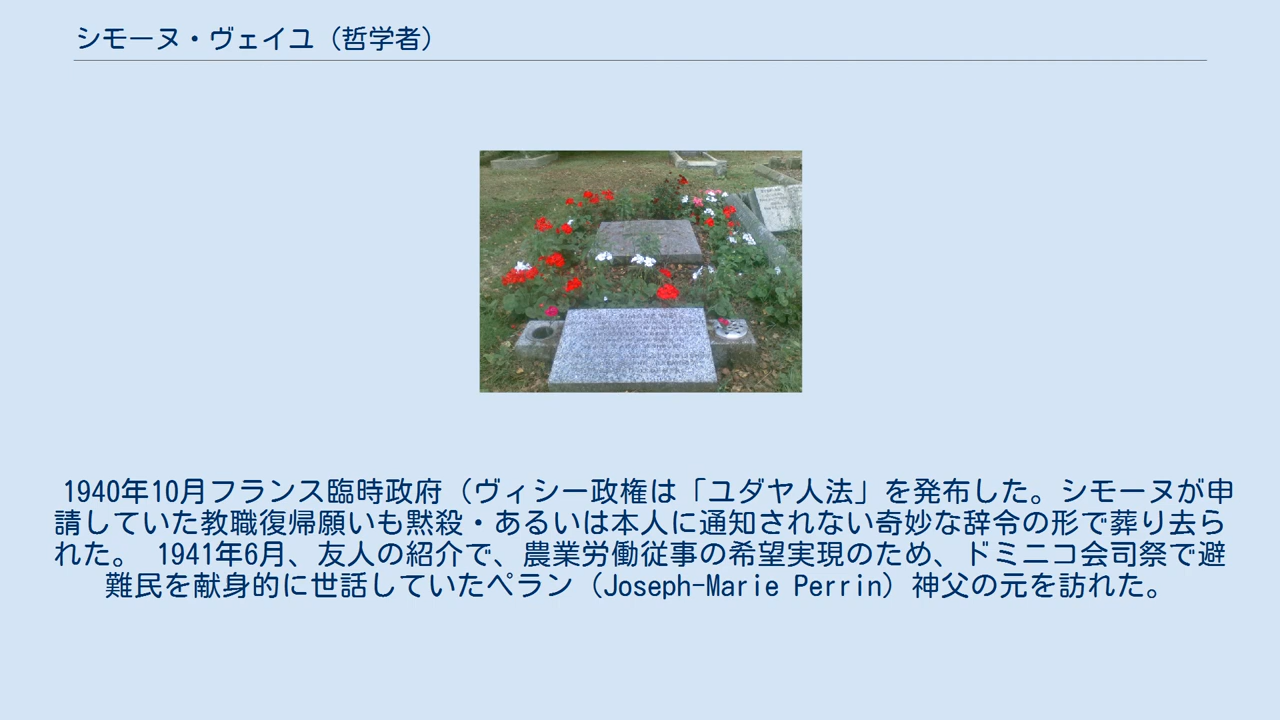 シモーヌ・ヴェイユ（哲学者）
1940年10月フランス臨時政府（ヴィシー政権は「ユダヤ人法」を発布した。シモーヌが申
請していた教職復帰願いも黙殺・あるいは本人に通知されない奇妙な辞令の形で葬り去ら
れた。 1941年6月、友人の紹介で、農業労働従事の希望実現のため、ドミニコ会司祭で避
難民を献身的に世話していたペラン（Joseph-Marie Perrin）神父の元を訪れた。